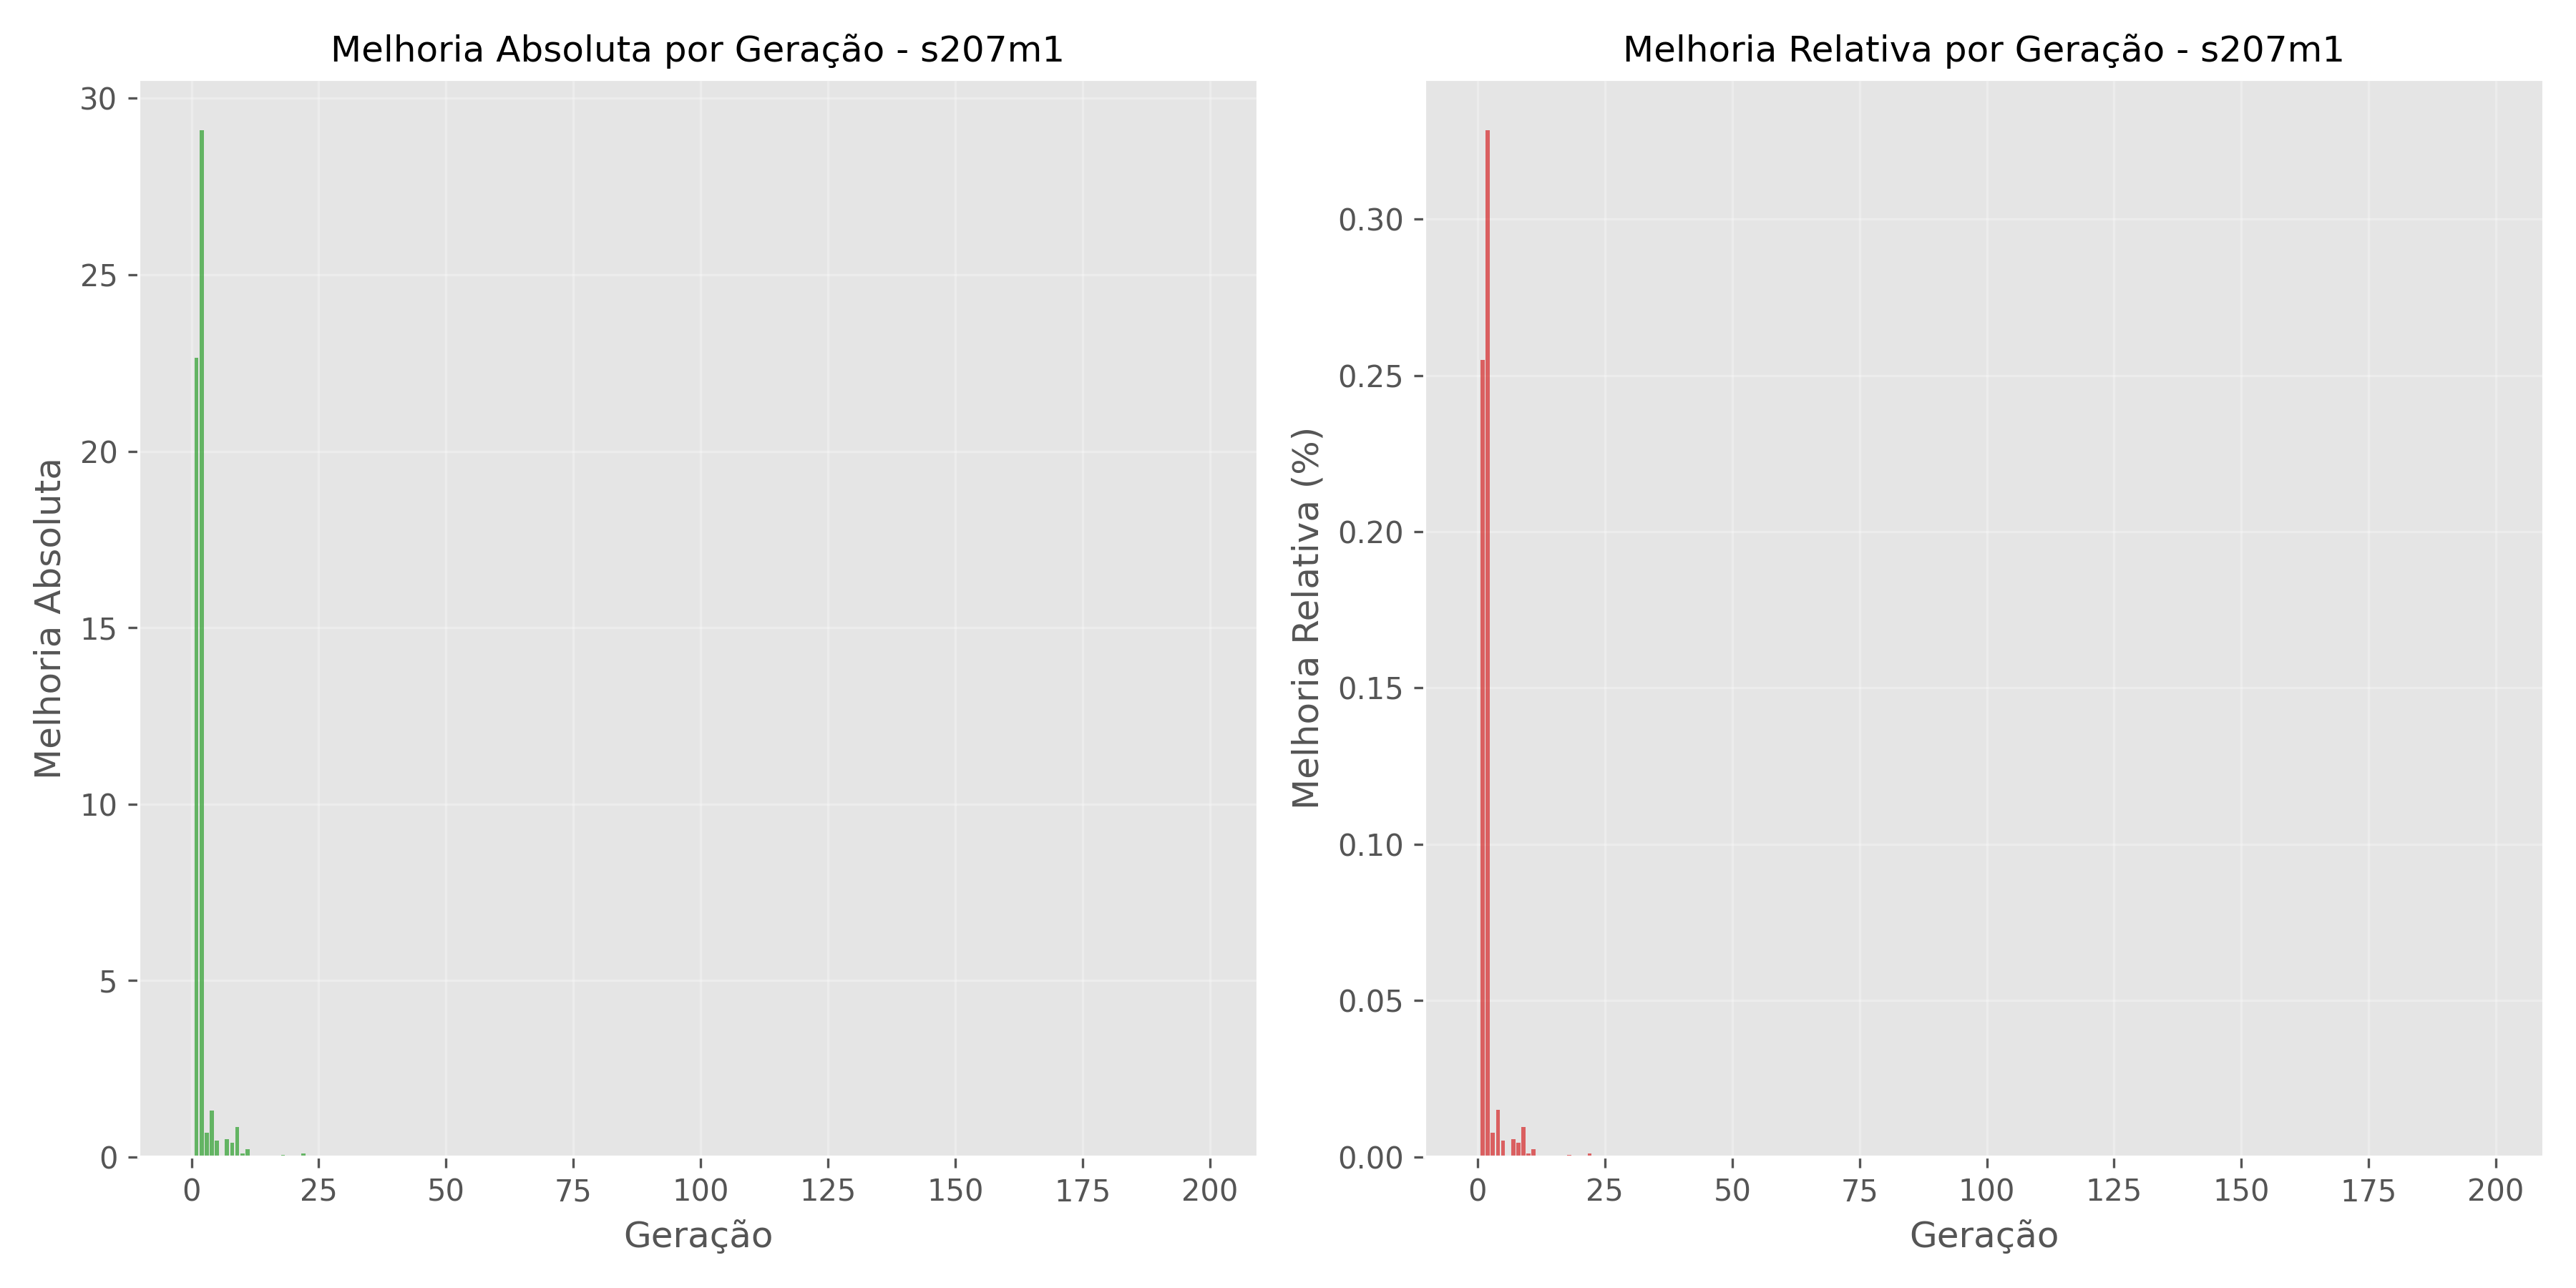 Melhoria Absoluta por Geração - s207m1
30
25
20
15
10
5
0
Melhoria Absoluta
0 25 50 75 100 125 150 175 200
Geração
Melhoria Relativa por Geração - s207m1
0.30
0.25
0.20
0.15
0.10
0.05
0.00
Melhoria Relativa (%)
0 25 50 75 100 125 150 175 200
Geração